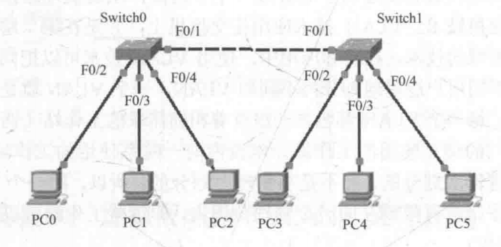 Switch0 Switch1
F0/1 F0/1
F0/2 F0/4 F0/2 F0/4
F0/3 F0/3
PC0 PC1 PC2 PC3 PC4 PC5